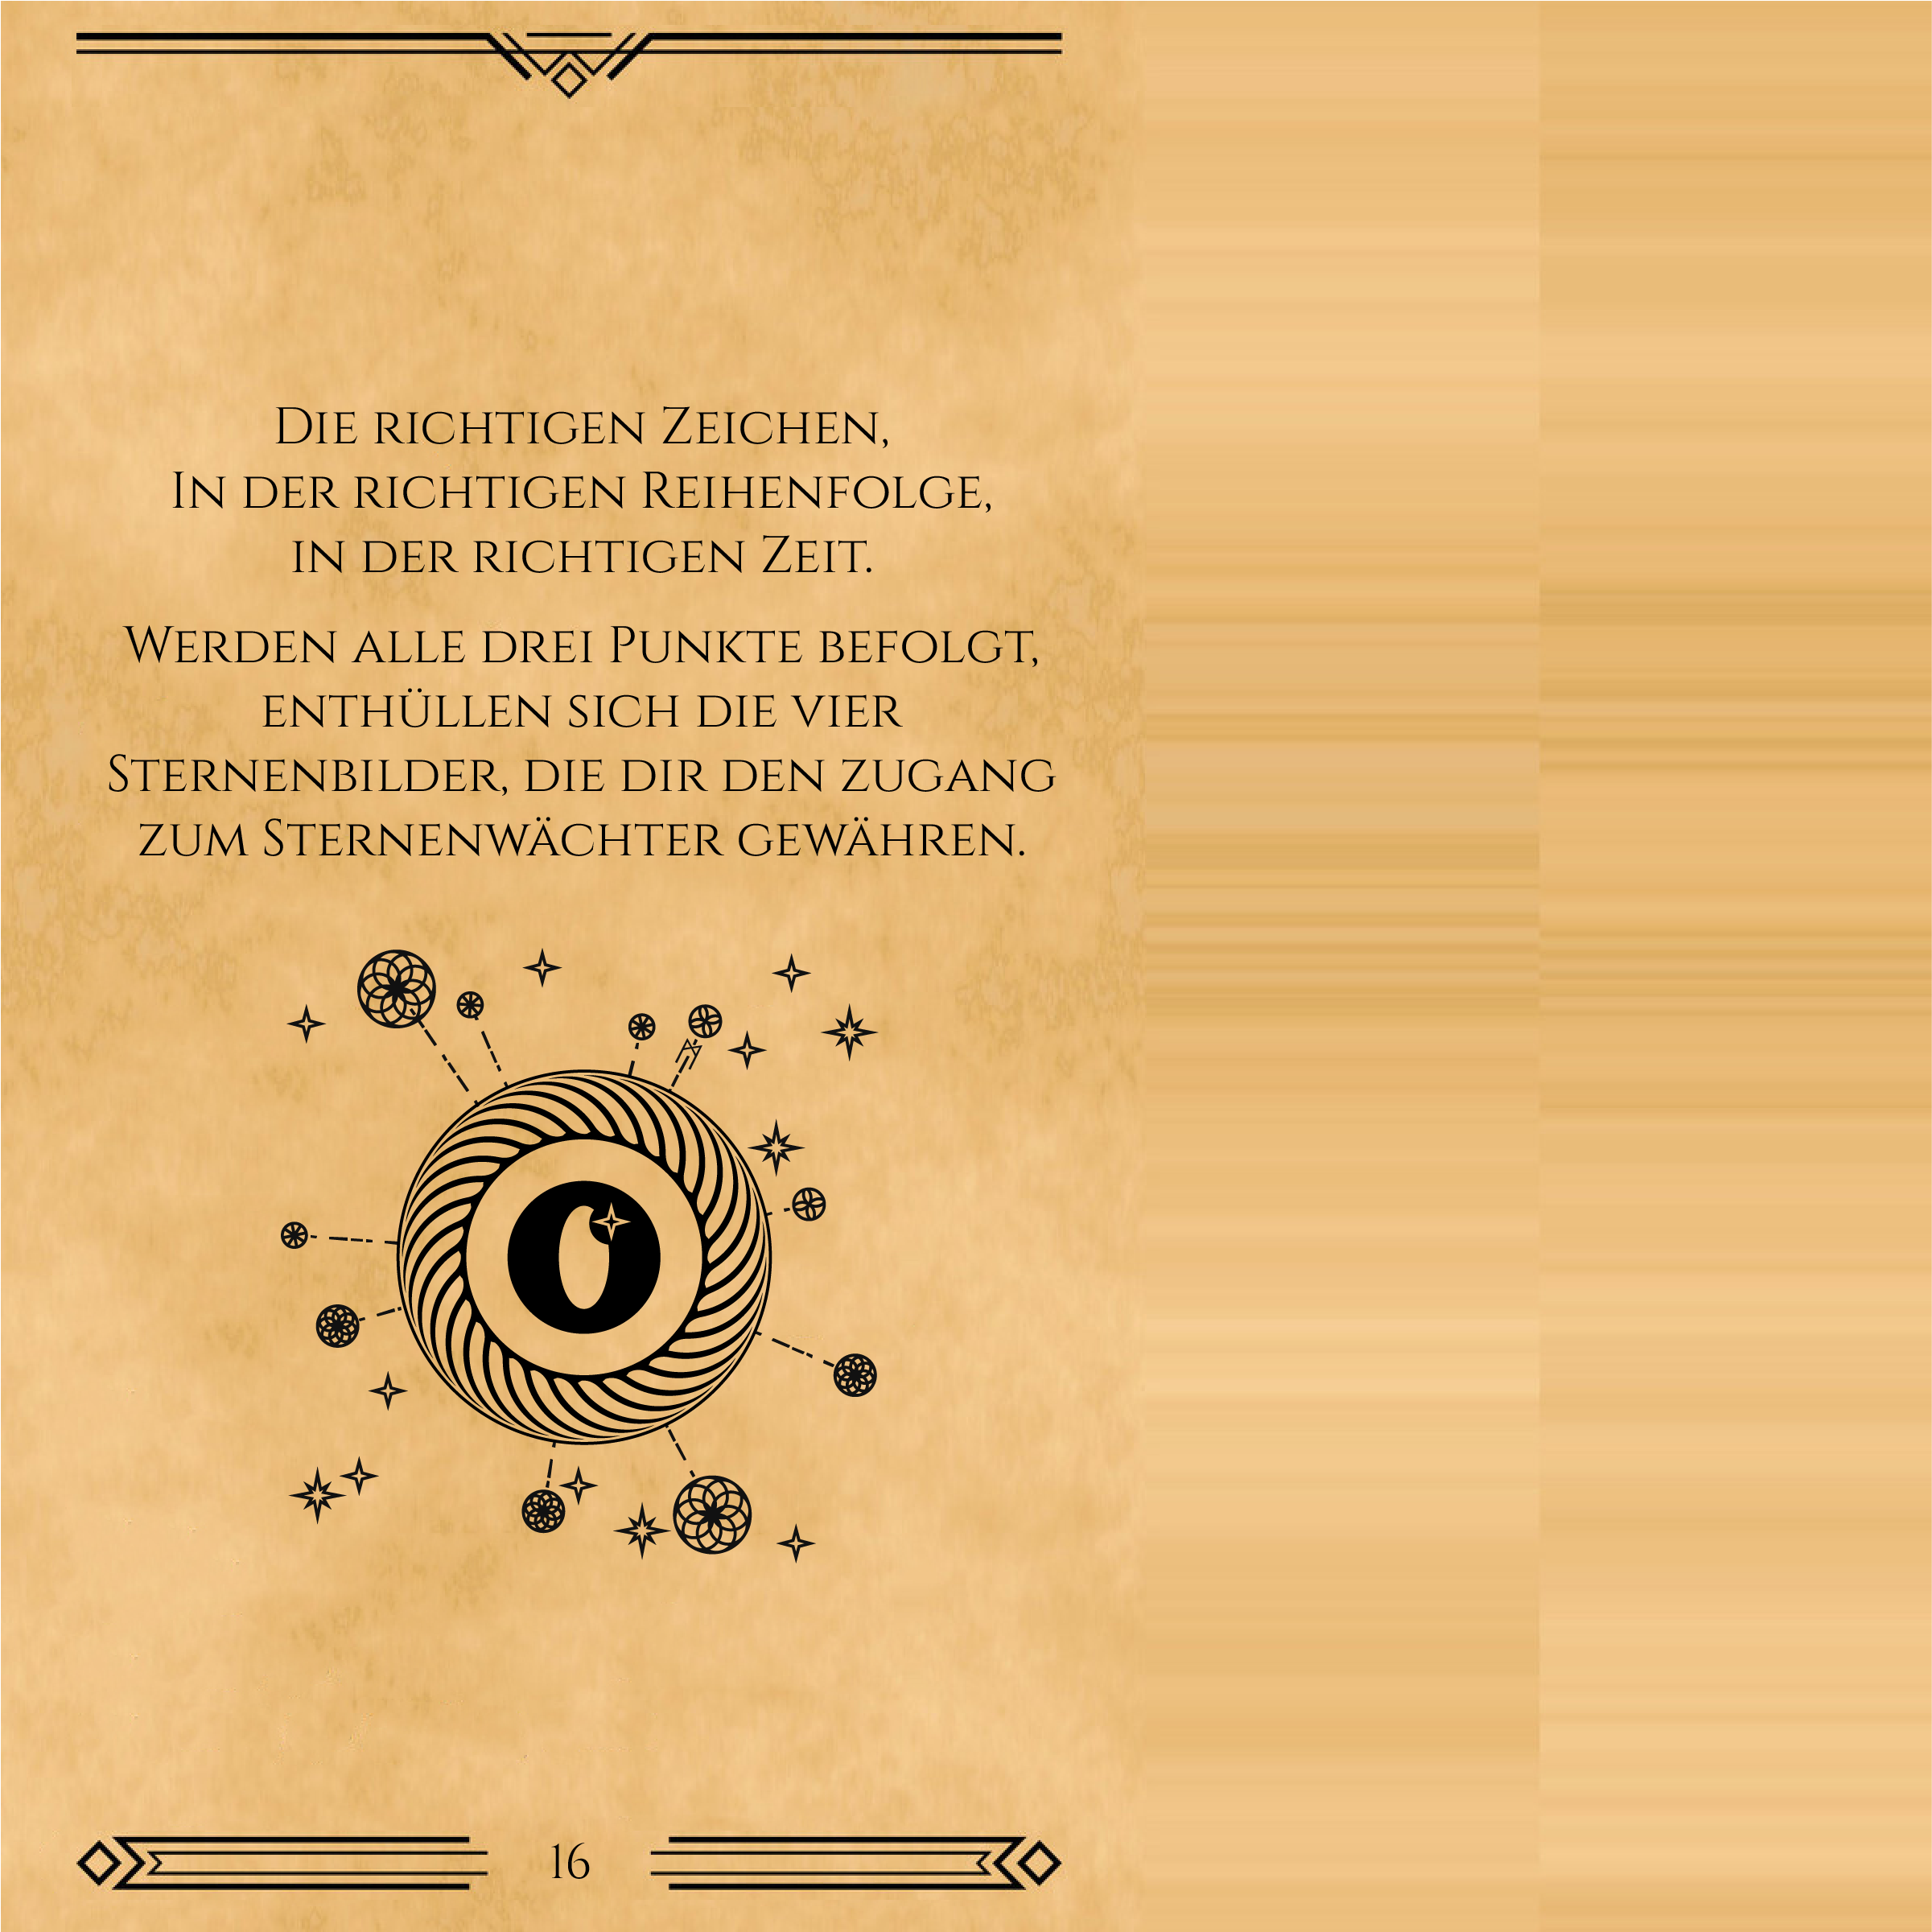 Die richtigen Zeichen,
In der richtigen Reihenfolge,
in der richtigen Zeit.
Werden alle drei Punkte befolgt,
enthüllen sich die vier
Sternenbilder, die dir den zugang
zum Sternenwächter gewähren.
16